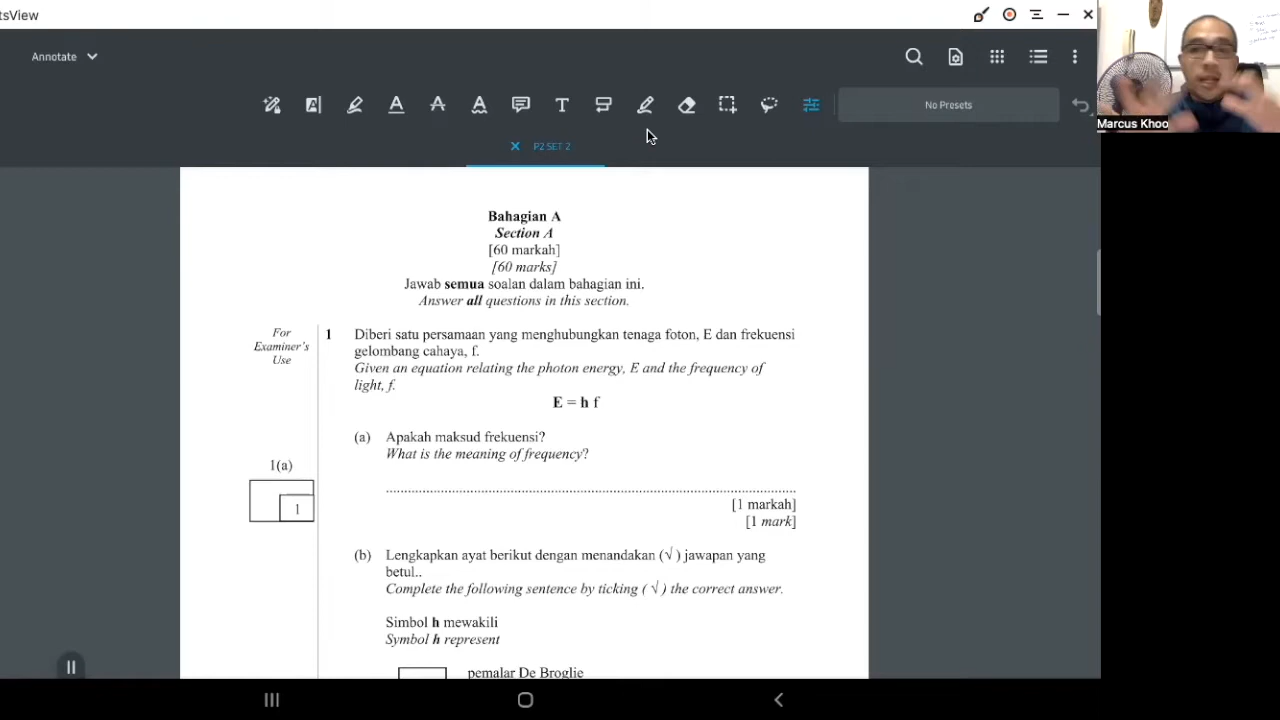 tsView
Annotate
No Presets
Marcus Khoo
P2 SET 2
Bahagian A
Section A
[60 markah]
[60 marks]
Jawab semua soalan dalam bahagian ini.
Answer all questions in this section.
For
Examiner's
Use
1 Diberi satu persamaan yang menghubungkan tenaga foton, E dan frekuensi
gelombang cahaya, f.
Given an equation relating the photon energy, E and the frequency of
light, f.
E = h f
(a) Apakah maksud frekuensi?
What is the meaning of frequency?
1(a)
1
[1 markah]
[1 mark]
(b) Lengkapkan ayat berikut dengan menandakan (√ ) jawapan yang
betul..
Complete the following sentence by ticking ( √ ) the correct answer.
Simbol h mewakili
Symbol h represent
pemalar De Broglie